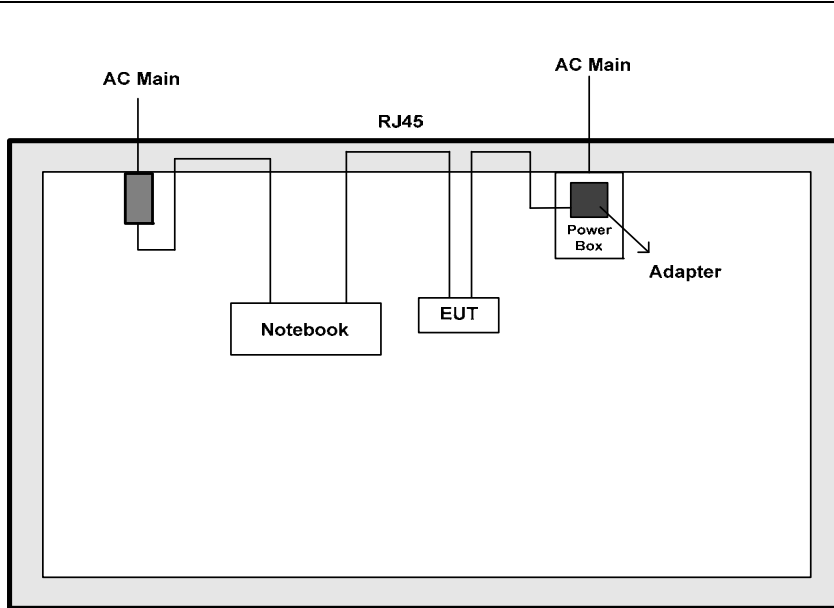 AC Main
AC Main
RJ45
Power
Box
Adapter
EUT
Notebook